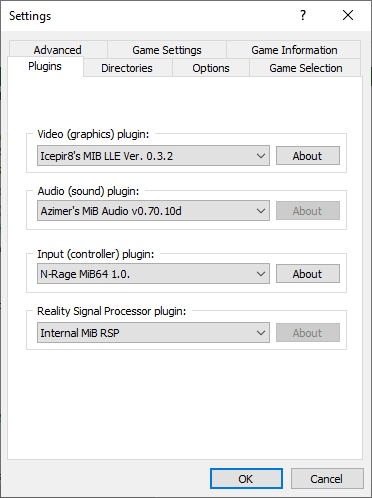 Settings
Advanced Game Settings Game Information
Plugins Directories Options Game Selection
Video (graphics) plugin:
Icepir8's MIB LLE Ver. 0.3.2 About
Audio (sound) plugin:
Azimer's MiB Audio v0.70.10d About
Input (controller) plugin:
N-Rage MiB64 1.0. About
Reality Signal Processor plugin:
Internal MiB RSP About
OK Cancel